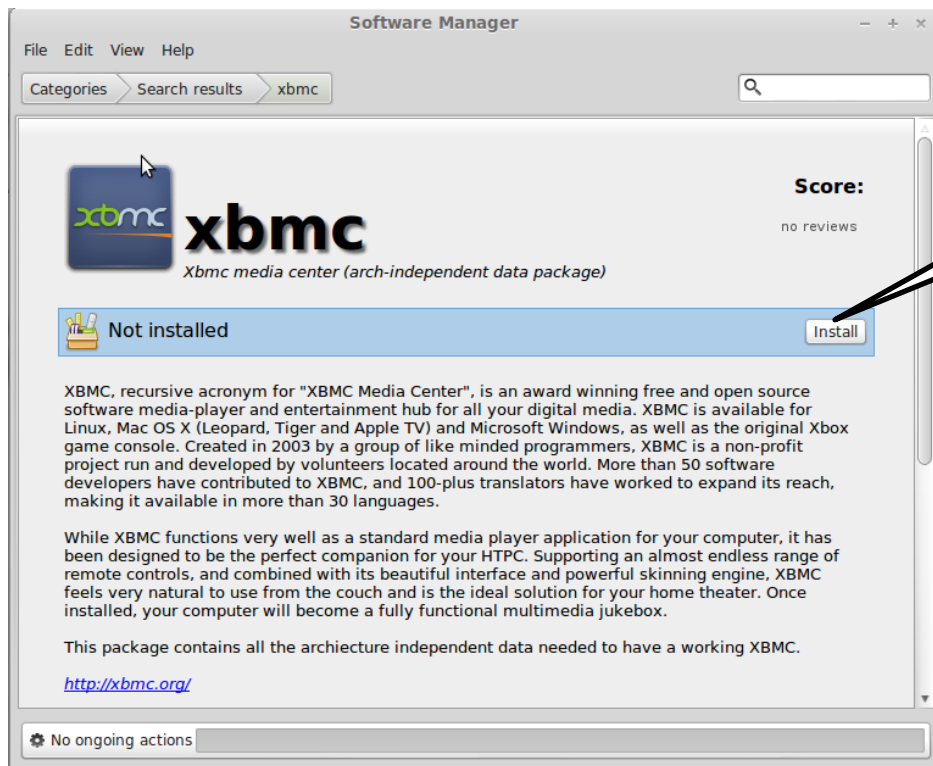 Software Manager
File Edit View Help
Categories Search results xbmc
xbmc
xbmc
Score:
no reviews
Xbmc media center (arch-independent data package)
Not installed
Install
XBMC, recursive acronym for "XBMC Media Center", is an award winning free and open source
software media-player and entertainment hub for all your digital media. XBMC is available for
Linux, Mac OS X (Leopard, Tiger and Apple TV) and Microsoft Windows, as well as the original Xbox
game console. Created in 2003 by a group of like minded programmers, XBMC is a non-profit
project run and developed by volunteers located around the world. More than 50 software
developers have contributed to XBMC, and 100-plus translators have worked to expand its reach,
making it available in more than 30 languages.
While XBMC functions very well as a standard media player application for your computer, it has
been designed to be the perfect companion for your HTPC. Supporting an almost endless range of
remote controls, and combined with its beautiful interface and powerful skinning engine, XBMC
feels very natural to use from the couch and is the ideal solution for your home theater. Once
installed, your computer will become a fully functional multimedia jukebox.
This package contains all the archiecture independent data needed to have a working XBMC.
http://xbmc.org/
No ongoing actions